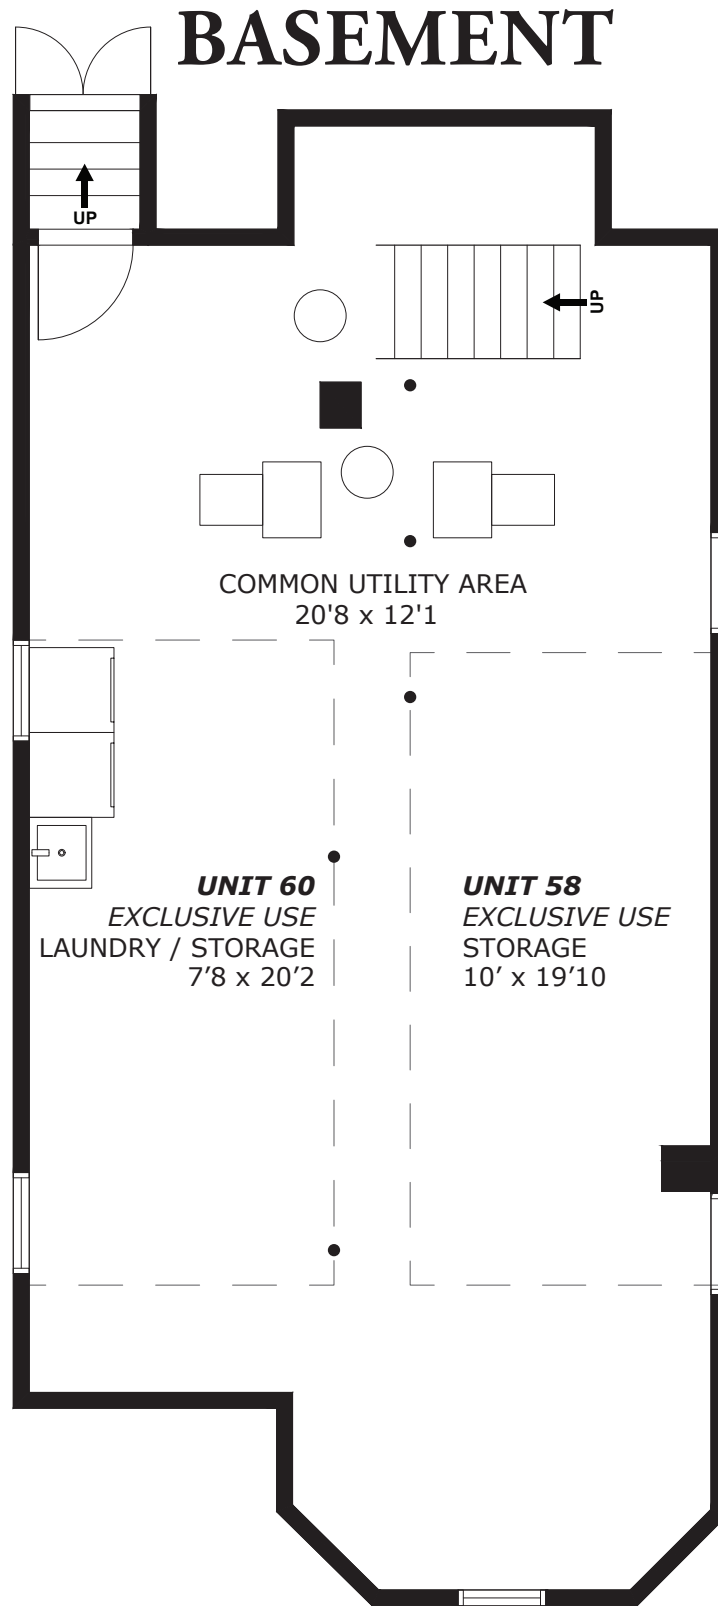 BASEMENT
UP
UP
COMMON UTILITY AREA
20'8 x 12'1
UNIT 60
EXCLUSIVE USE
LAUNDRY / STORAGE
7’8 x 20’2
UNIT 58
EXCLUSIVE USE
STORAGE
10’ x 19’10